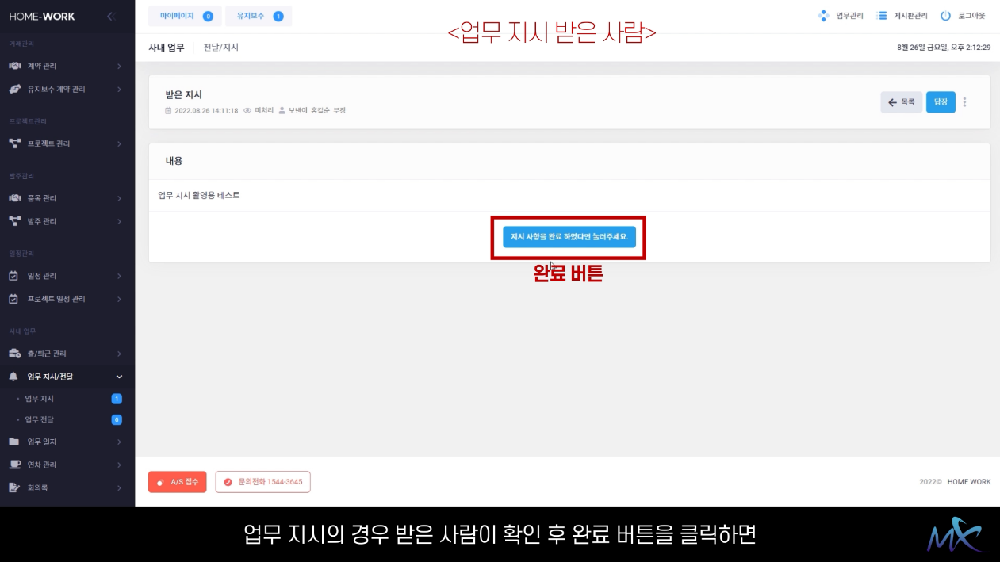 HOME-WORK
마이페이지 0
유지보수 1
<업무 지시 받은 사람>
업무관리
게시판관리
로그아웃
사내 업무
전달/지시
8월 26일 금요일, 오후 2:12:29
거래관리
계약 관리
유지보수 계약 관리
프로젝트관리
프로젝트 관리
발주관리
품목 관리
발주 관리
일정관리
일정 관리
프로젝트 일정 관리
사내 업무
출/퇴근 관리
업무 지시/전달
업무 지시 1
업무 전달 0
업무 일지
연차 관리
회의록
받은 지시
2022.08.26 14:11:18 미처리 보낸이 홍길순 부장
목록
답장
내용
업무 지시 촬영용 테스트
지시 사항을 완료 하였다면 눌러주세요.
완료 버튼
A/S 접수
문의전화 1544-3645
2022© HOME WORK
업무 지시의 경우 받은 사람이 확인 후 완료 버튼을 클릭하면
MX